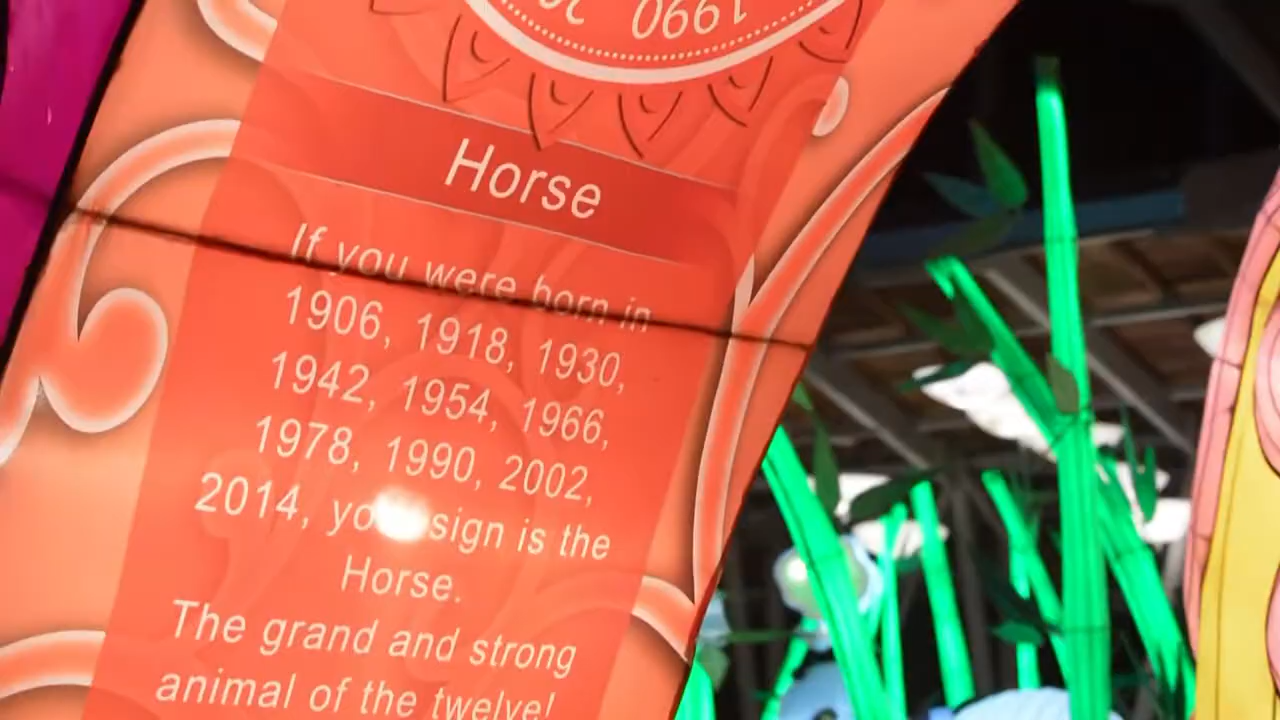 1990
Horse
If you were born in
1906, 1918, 1930,
1942, 1954, 1966,
1978, 1990, 2002,
2014, sign is the
Horse.
The grand and strong
animal of the twelve!